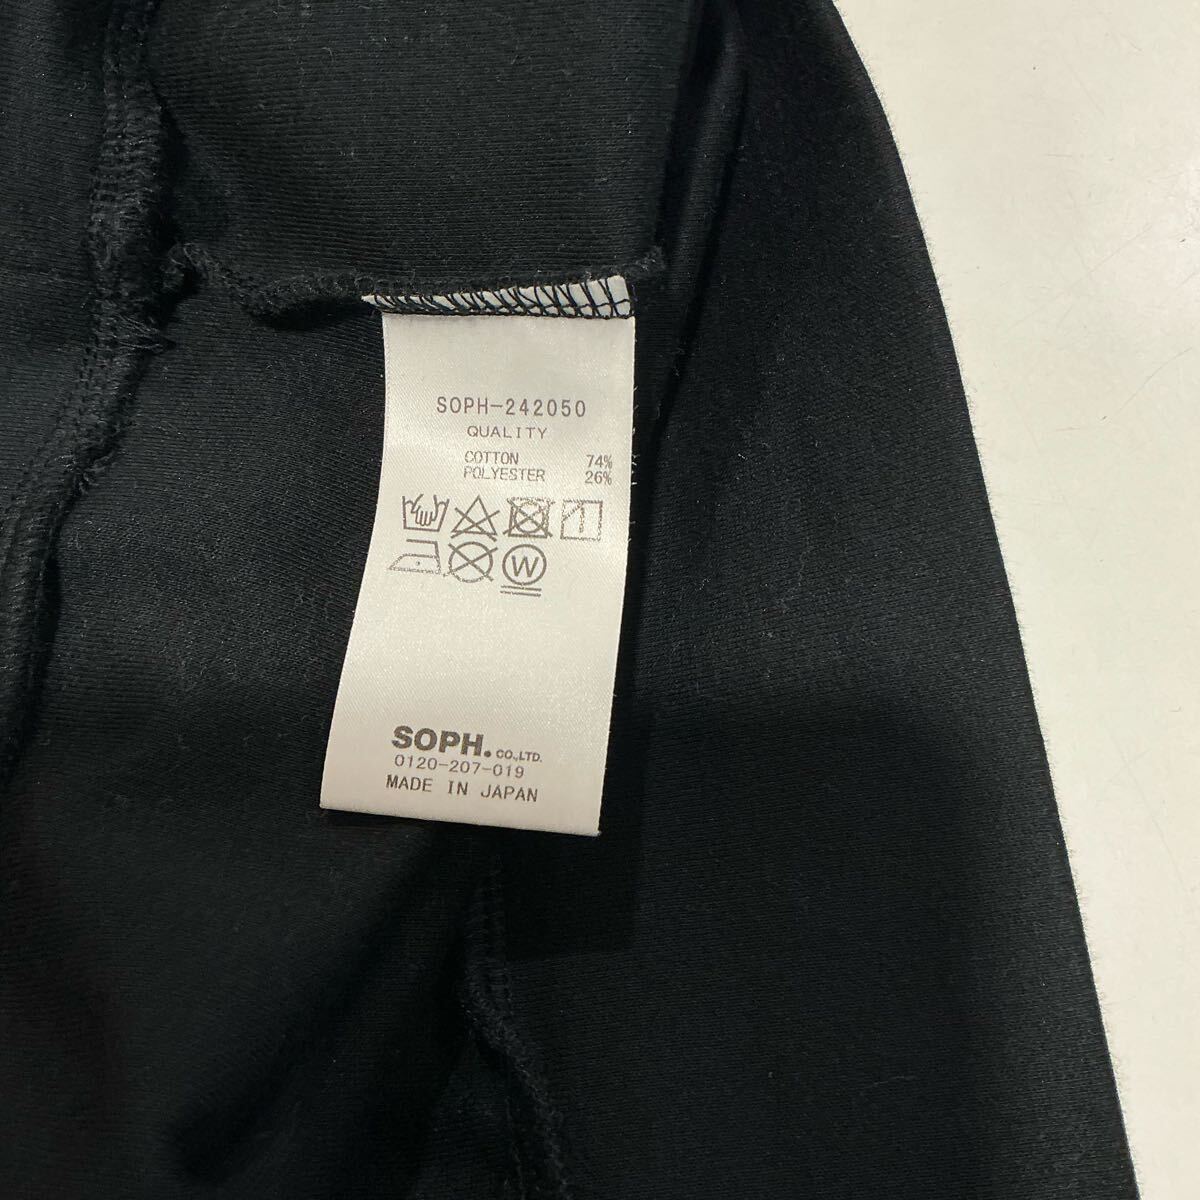 SOPH-242050
QUALITY
COTTON 74%
POLYESTER 26%
W
SOPH. CO.,LTD.
0120-207-019
MADE IN JAPAN